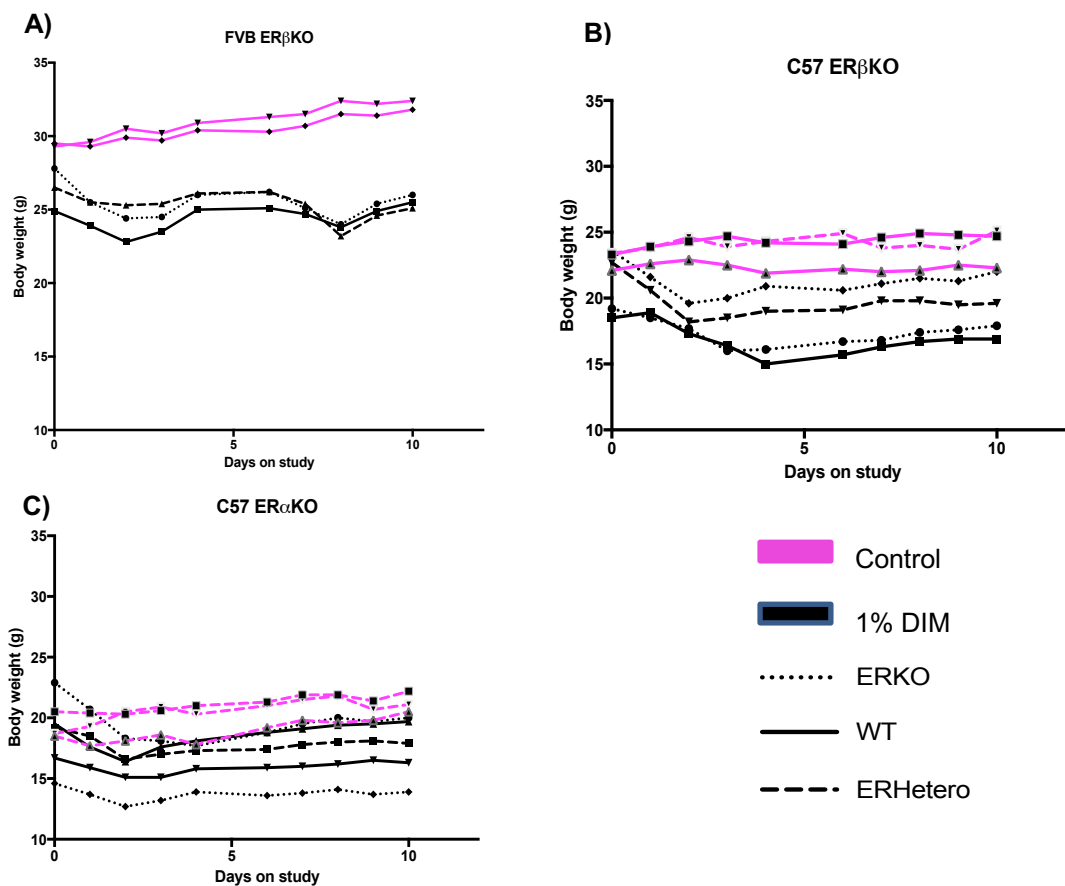 A)
FVB ERβKO
Body weight (g)
35
30
25
20
15
10
0
5
10
Days on study
B)
C57 ERβKO
Body weight (g)
35
30
25
20
15
10
0
5
10
Days on study
C)
C57 ERαKO
Body weight (g)
35
30
25
20
15
10
0
5
10
Days on study
Control
1% DIM
ERKO
WT
ERHetero